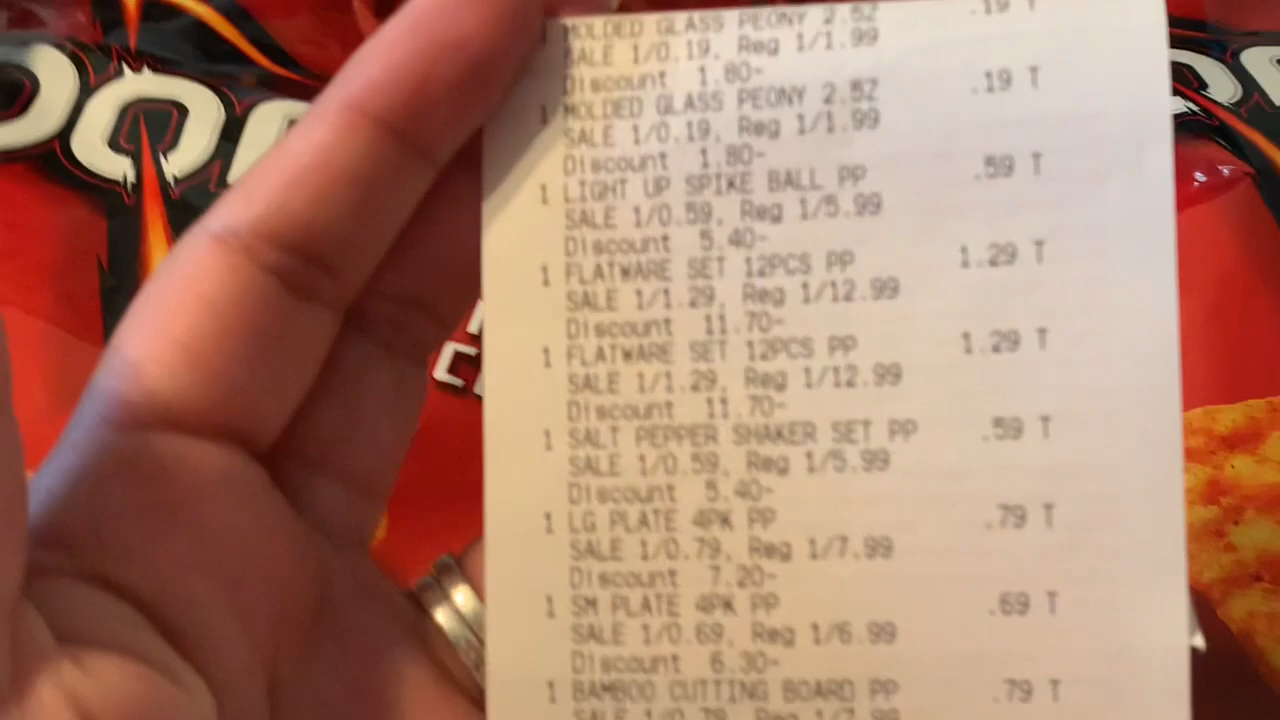 MOLDED GLASS PEONY 2.5Z .19 T
SALE 1/0.19, Reg 1/1.99
Discount 1.80-
1 MOLDED GLASS PEONY 2.5Z .19 T
SALE 1/0.19, Reg 1/1.99
Discount 1.80-
1 LIGHT UP SPIKE BALL PP .59 T
SALE 1/0.59, Reg 1/5.99
Discount 5.40-
1 FLATWARE SET 12PCS PP 1.29 T
SALE 1/1.29, Reg 1/12.99
Discount 11.70-
1 FLATWARE SET 12PCS PP 1.29 T
SALE 1/1.29, Reg 1/12.99
Discount 11.70-
1 SALT PEPPER SHAKER SET PP .59 T
SALE 1/0.59, Reg 1/5.99
Discount 5.40-
1 LG PLATE 4PK PP .79 T
SALE 1/0.79, Reg 1/7.99
Discount 7.20-
1 SM PLATE 4PK PP .69 T
SALE 1/0.69, Reg 1/6.99
Discount 6.30-
1 BAMBOO CUTTING BOARD PP .79 T
SALE 1/0.79, Reg 1/7.99